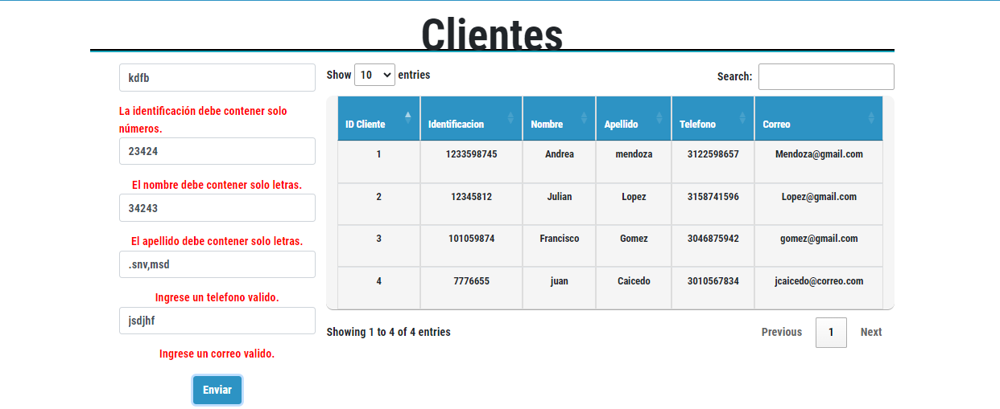 Clientes
kdfb
La identificación debe contener solo
números.
23424
El nombre debe contener solo letras.
34243
El apellido debe contener solo letras.
.snv,msd
Ingrese un telefono valido.
jsdjhf
Ingrese un correo valido.
Enviar
Show 10 entries
Search:
ID Cliente Identificacion Nombre Apellido Telefono Correo
1 1233598745 Andrea mendoza 3122598657 Mendoza@gmail.com
2 12345812 Julian Lopez 3158741596 Lopez@gmail.com
3 101059874 Francisco Gomez 3046875942 gomez@gmail.com
4 7776655 juan Caicedo 3010567834 jcaicedo@correo.com
Showing 1 to 4 of 4 entries
Previous 1 Next